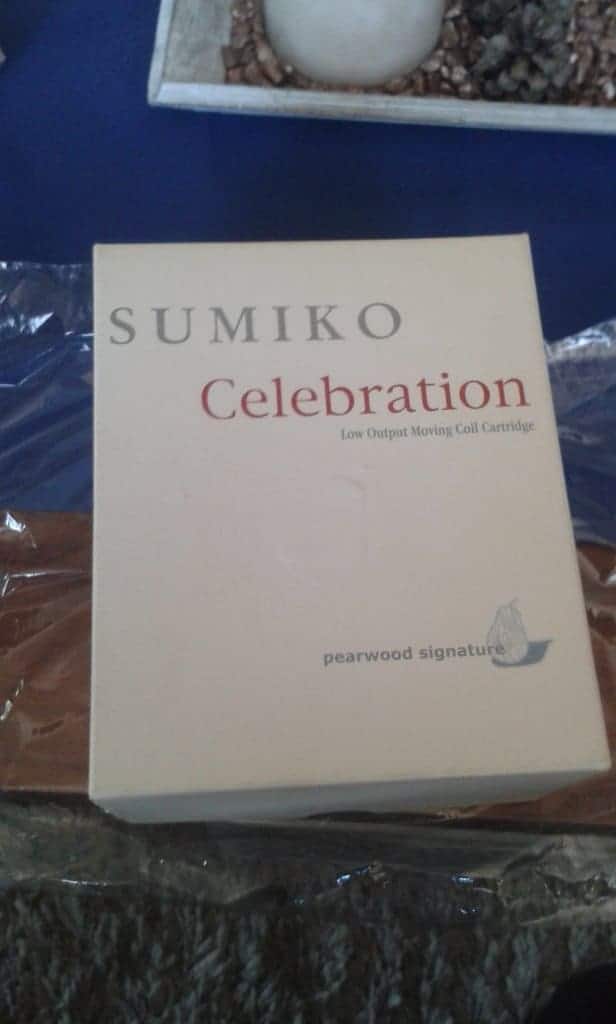 SUMIKO
Celebration
Low Output Moving Coil Cartridge
pearwood signature